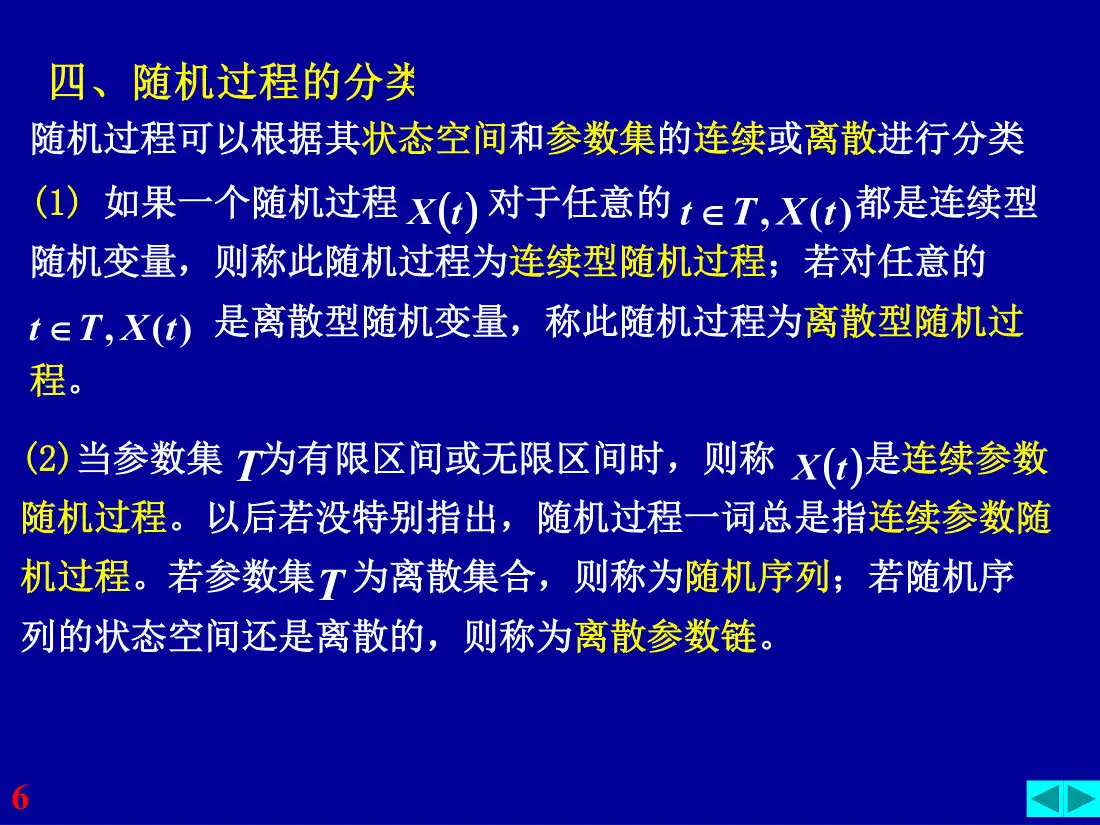 四、随机过程的分类
随机过程可以根据其状态空间和参数集的连续或离散进行分类
(1) 如果一个随机过程 X(t) 对于任意的 t∈T, X(t)都是连续型
随机变量，则称此随机过程为连续型随机过程；若对任意的
t∈T, X(t) 是离散型随机变量，称此随机过程为离散型随机过
程。
(2)当参数集 T为有限区间或无限区间时，则称 X(t)是连续参数
随机过程。以后若没特别指出，随机过程一词总是指连续参数随
机过程。若参数集T 为离散集合，则称为随机序列；若随机序
列的状态空间还是离散的，则称为离散参数链。
6